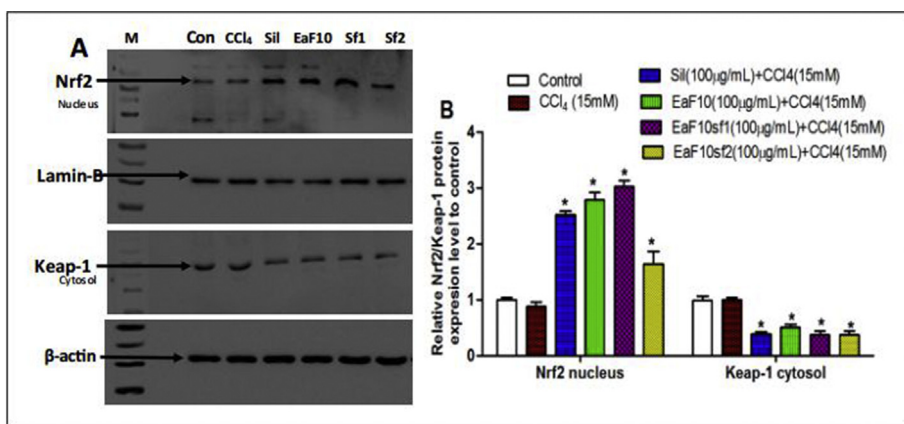 A
M Con CCl₄ Sil EaF10 Sf1 Sf2
Nrf2
Nucleus
Lamin-B
Keap-1
Cytosol
β-actin
B
Control
CCl₄ (15mM)
Sil(100µg/mL)+CCl4(15mM)
EaF10(100µg/mL)+CCl4(15mM)
EaF10sf1(100µg/mL)+CCl4(15mM)
EaF10sf2(100µg/mL)+CCl4(15mM)
Relative Nrf2/Keap-1 protein
expresion level to control
4
3
2
1
0
* * * *
* * * *
Nrf2 nucleus Keap-1 cytosol